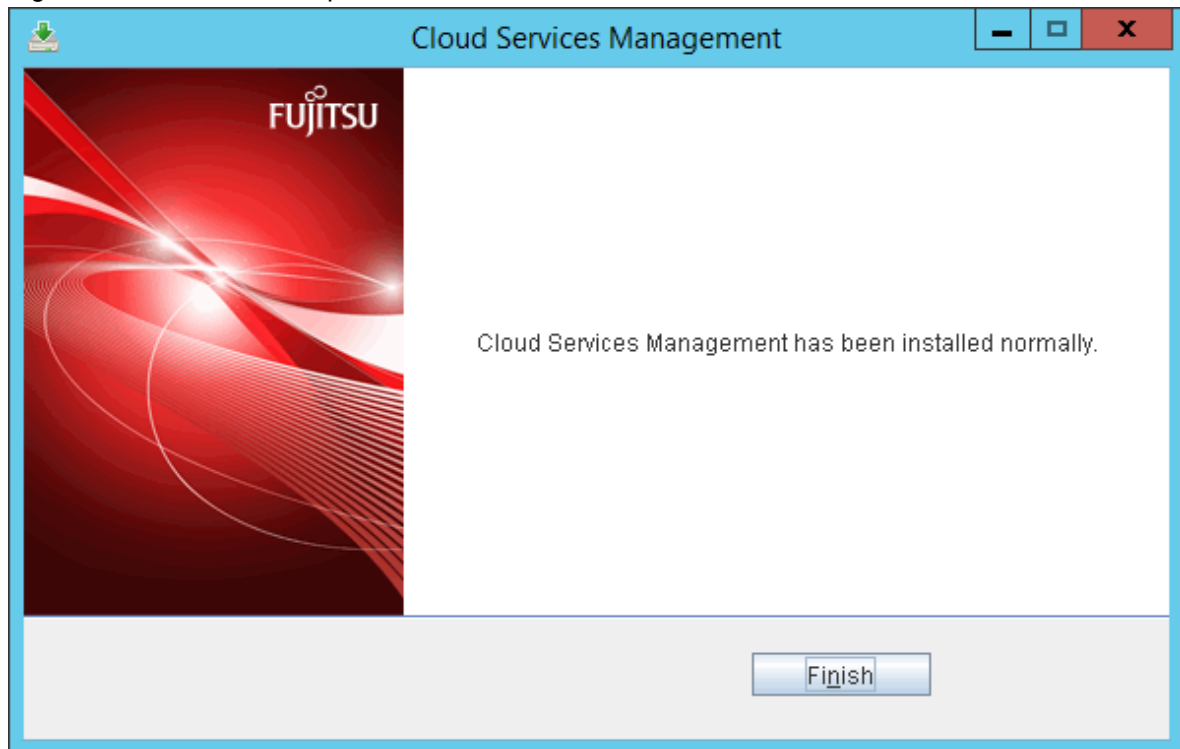 Cloud Services Management
FUJITSU
Cloud Services Management has been installed normally.
Finish